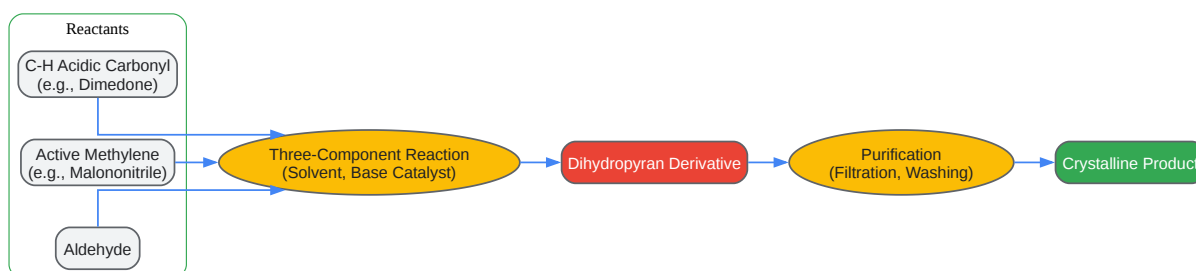 Reactants
C-H Acidic Carbonyl
(e.g., Dimedone)
Active Methylene
(e.g., Malononitrile)
Aldehyde
Three-Component Reaction
(Solvent, Base Catalyst)
Dihydropyran Derivative
Purification
(Filtration, Washing)
Crystalline Product